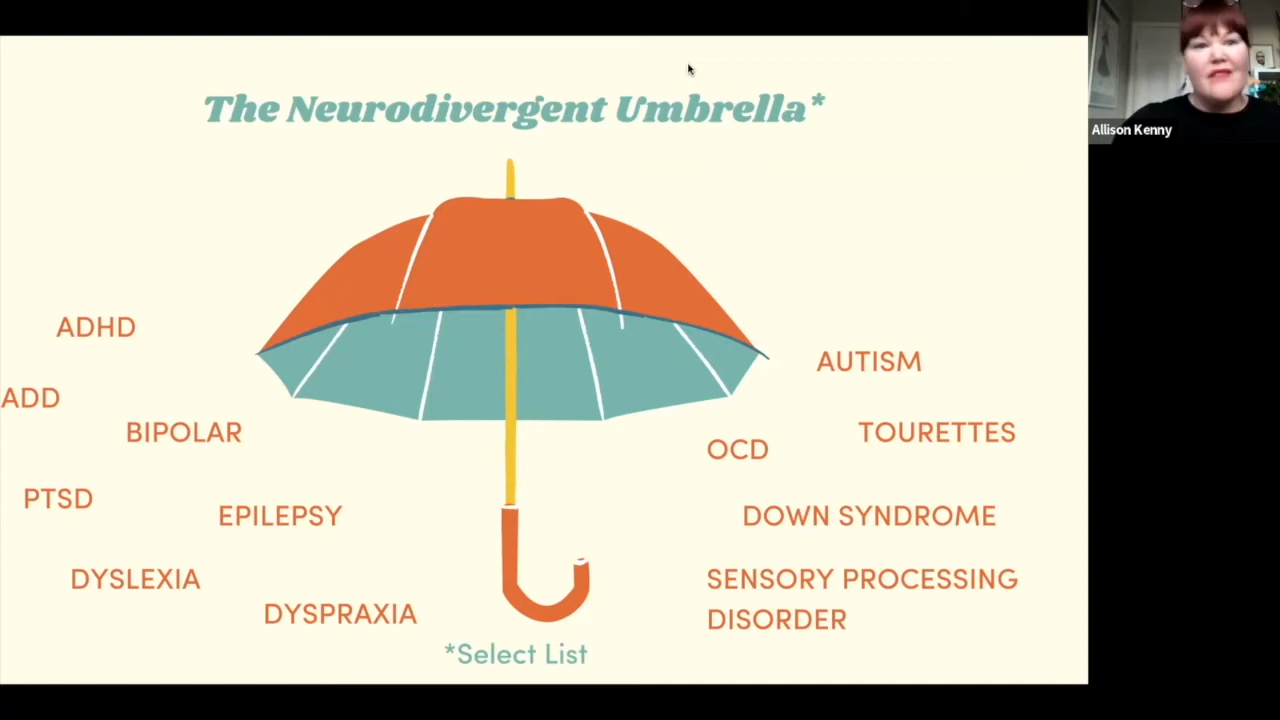 The Neurodivergent Umbrella*
Allison Kenny
ADHD
ADD
BIPOLAR
PTSD
EPILEPSY
DYSLEXIA
DYSPRAXIA
AUTISM
OCD
TOURETTES
DOWN SYNDROME
SENSORY PROCESSING
DISORDER
*Select List